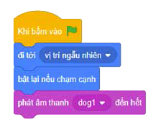 Khi bấm vào
đi tới vị trí ngẫu nhiên
bật lại nếu chạm cạnh
phát âm thanh dog1 đến hết